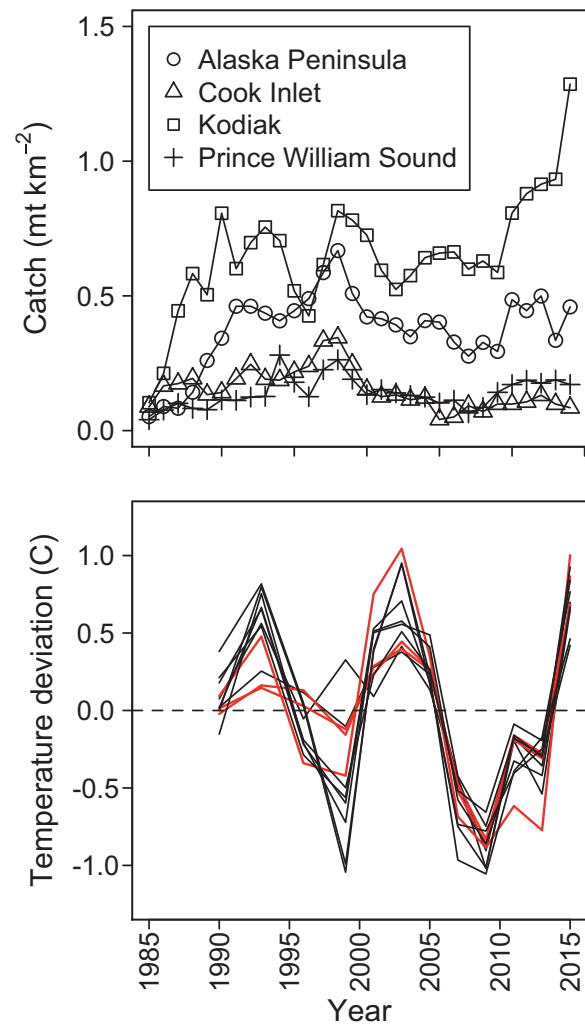 1.5
1.0
0.5
0.0
Catch (mt km−2)
Alaska Peninsula
Cook Inlet
Kodiak
Prince William Sound
1.0
0.5
0.0
-0.5
-1.0
Temperature deviation (C)
1985
1990
1995
2000
2005
2010
2015
Year